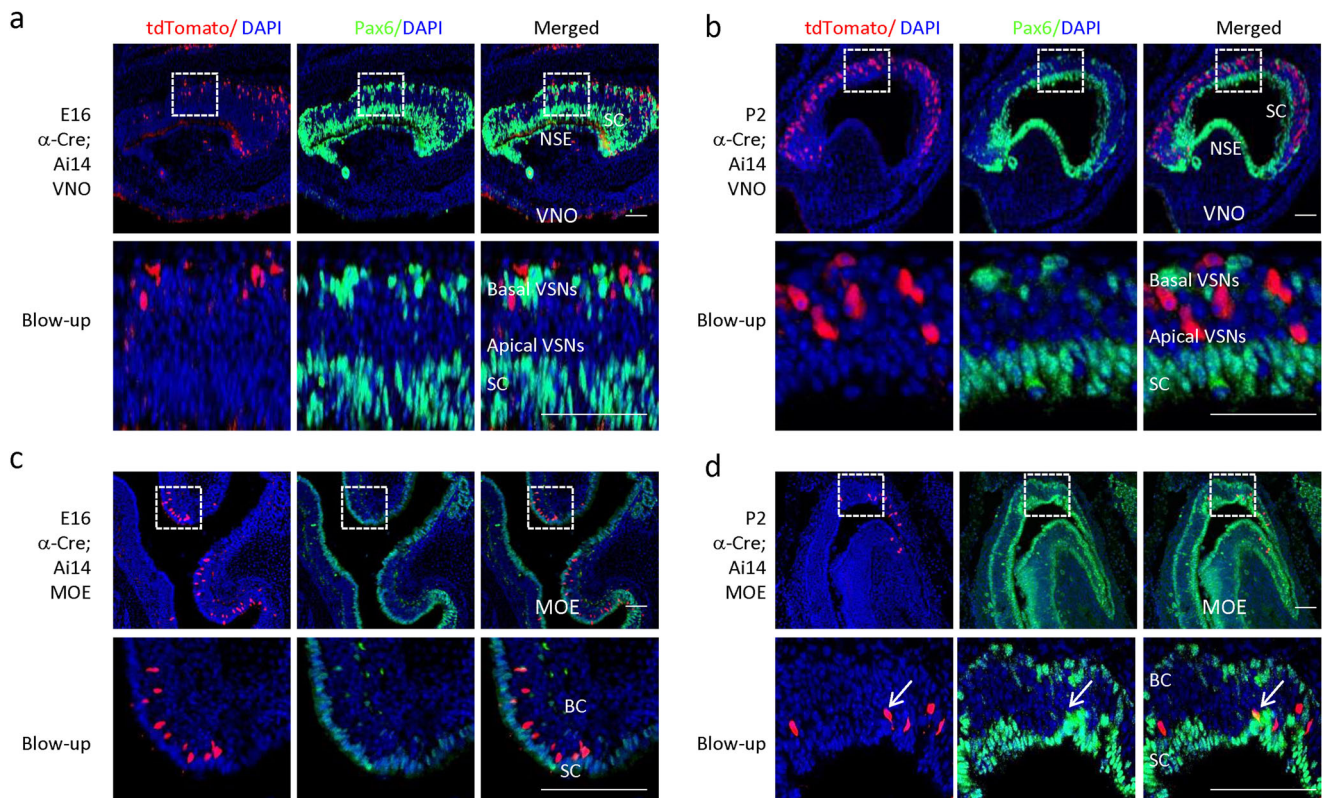 a
tdTomato/ DAPI
Pax6/DAPI
Merged
E16
α-Cre;
Ai14
VNO
SC
NSE
VNO
Blow-up
Basal VSNs
Apical VSNs
SC
b
tdTomato/ DAPI
Pax6/DAPI
Merged
P2
α-Cre;
Ai14
VNO
SC
NSE
VNO
Blow-up
Basal VSNs
Apical VSNs
SC
c
E16
α-Cre;
Ai14
MOE
MOE
Blow-up
BC
SC
d
P2
α-Cre;
Ai14
MOE
MOE
Blow-up
BC
SC